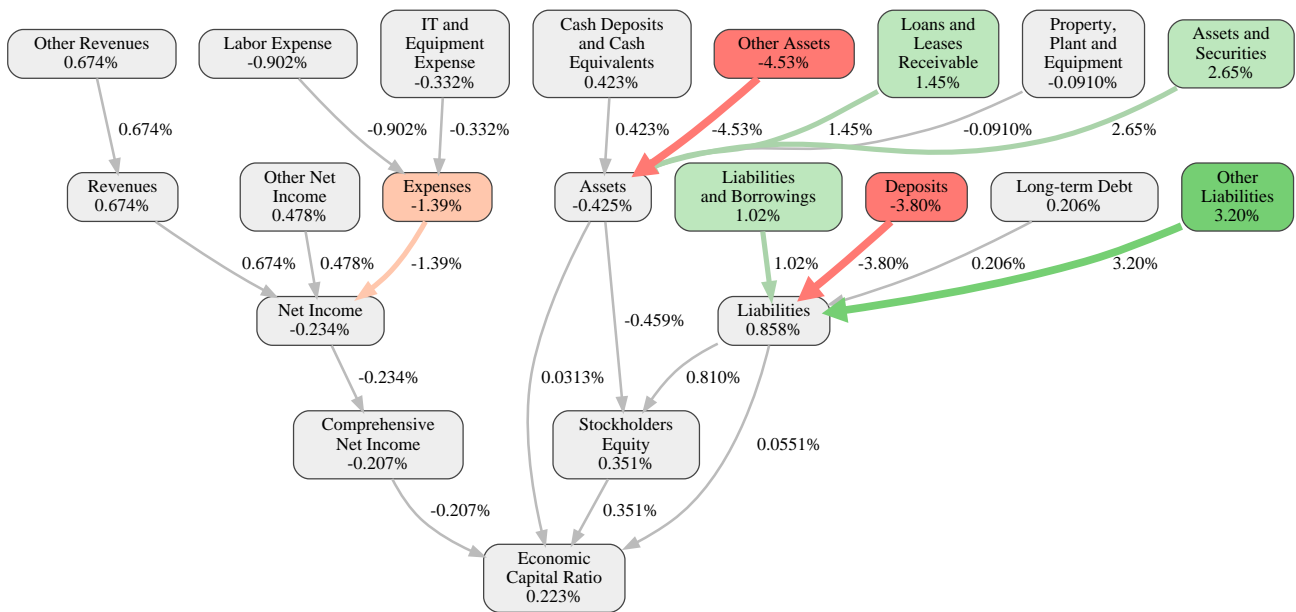 Other Revenues
0.674%
Labor Expense
-0.902%
IT and
Equipment
Expense
-0.332%
Cash Deposits
and Cash
Equivalents
0.423%
Other Assets
-4.53%
Loans and
Leases
Receivable
1.45%
Property,
Plant and
Equipment
-0.0910%
Assets and
Securities
2.65%
0.674%
-0.902%
-0.332%
0.423%
-4.53%
1.45%
-0.0910%
2.65%
Revenues
0.674%
Other Net
Income
0.478%
Expenses
-1.39%
Assets
-0.425%
Liabilities
and Borrowings
1.02%
Deposits
-3.80%
Long-term Debt
0.206%
Other
Liabilities
3.20%
0.674%
0.478%
-1.39%
1.02%
-3.80%
0.206%
3.20%
Net Income
-0.234%
-0.459%
Liabilities
0.858%
-0.234%
0.0313%
0.810%
Comprehensive
Net Income
-0.207%
Stockholders
Equity
0.351%
0.0551%
-0.207%
0.351%
Economic
Capital Ratio
0.223%